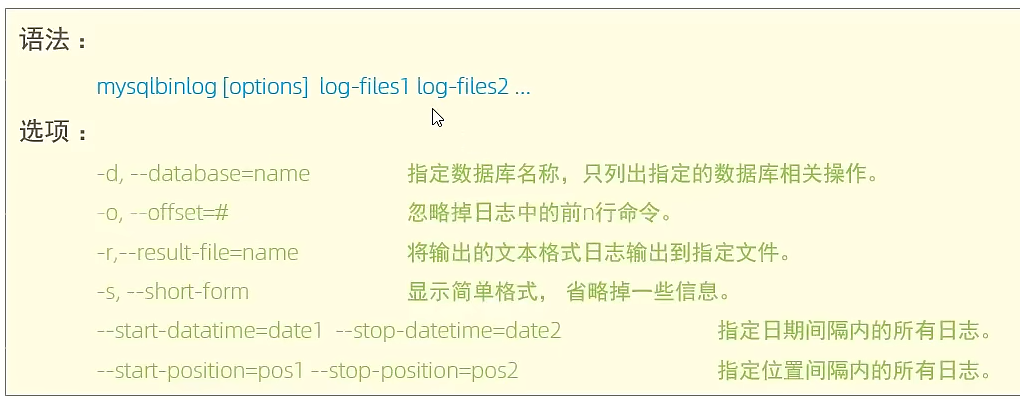 语法：
mysqlbinlog [options]  log-files1 log-files2 ...
选项：
-d, --database=name 指定数据库名称，只列出指定的数据库相关操作。
-o, --offset=# 忽略掉日志中的前n行命令。
-r,--result-file=name 将输出的文本格式日志输出到指定文件。
-s, --short-form 显示简单格式， 省略掉一些信息。
--start-datatime=date1  --stop-datetime=date2 指定日期间隔内的所有日志。
--start-position=pos1 --stop-position=pos2 指定位置间隔内的所有日志。